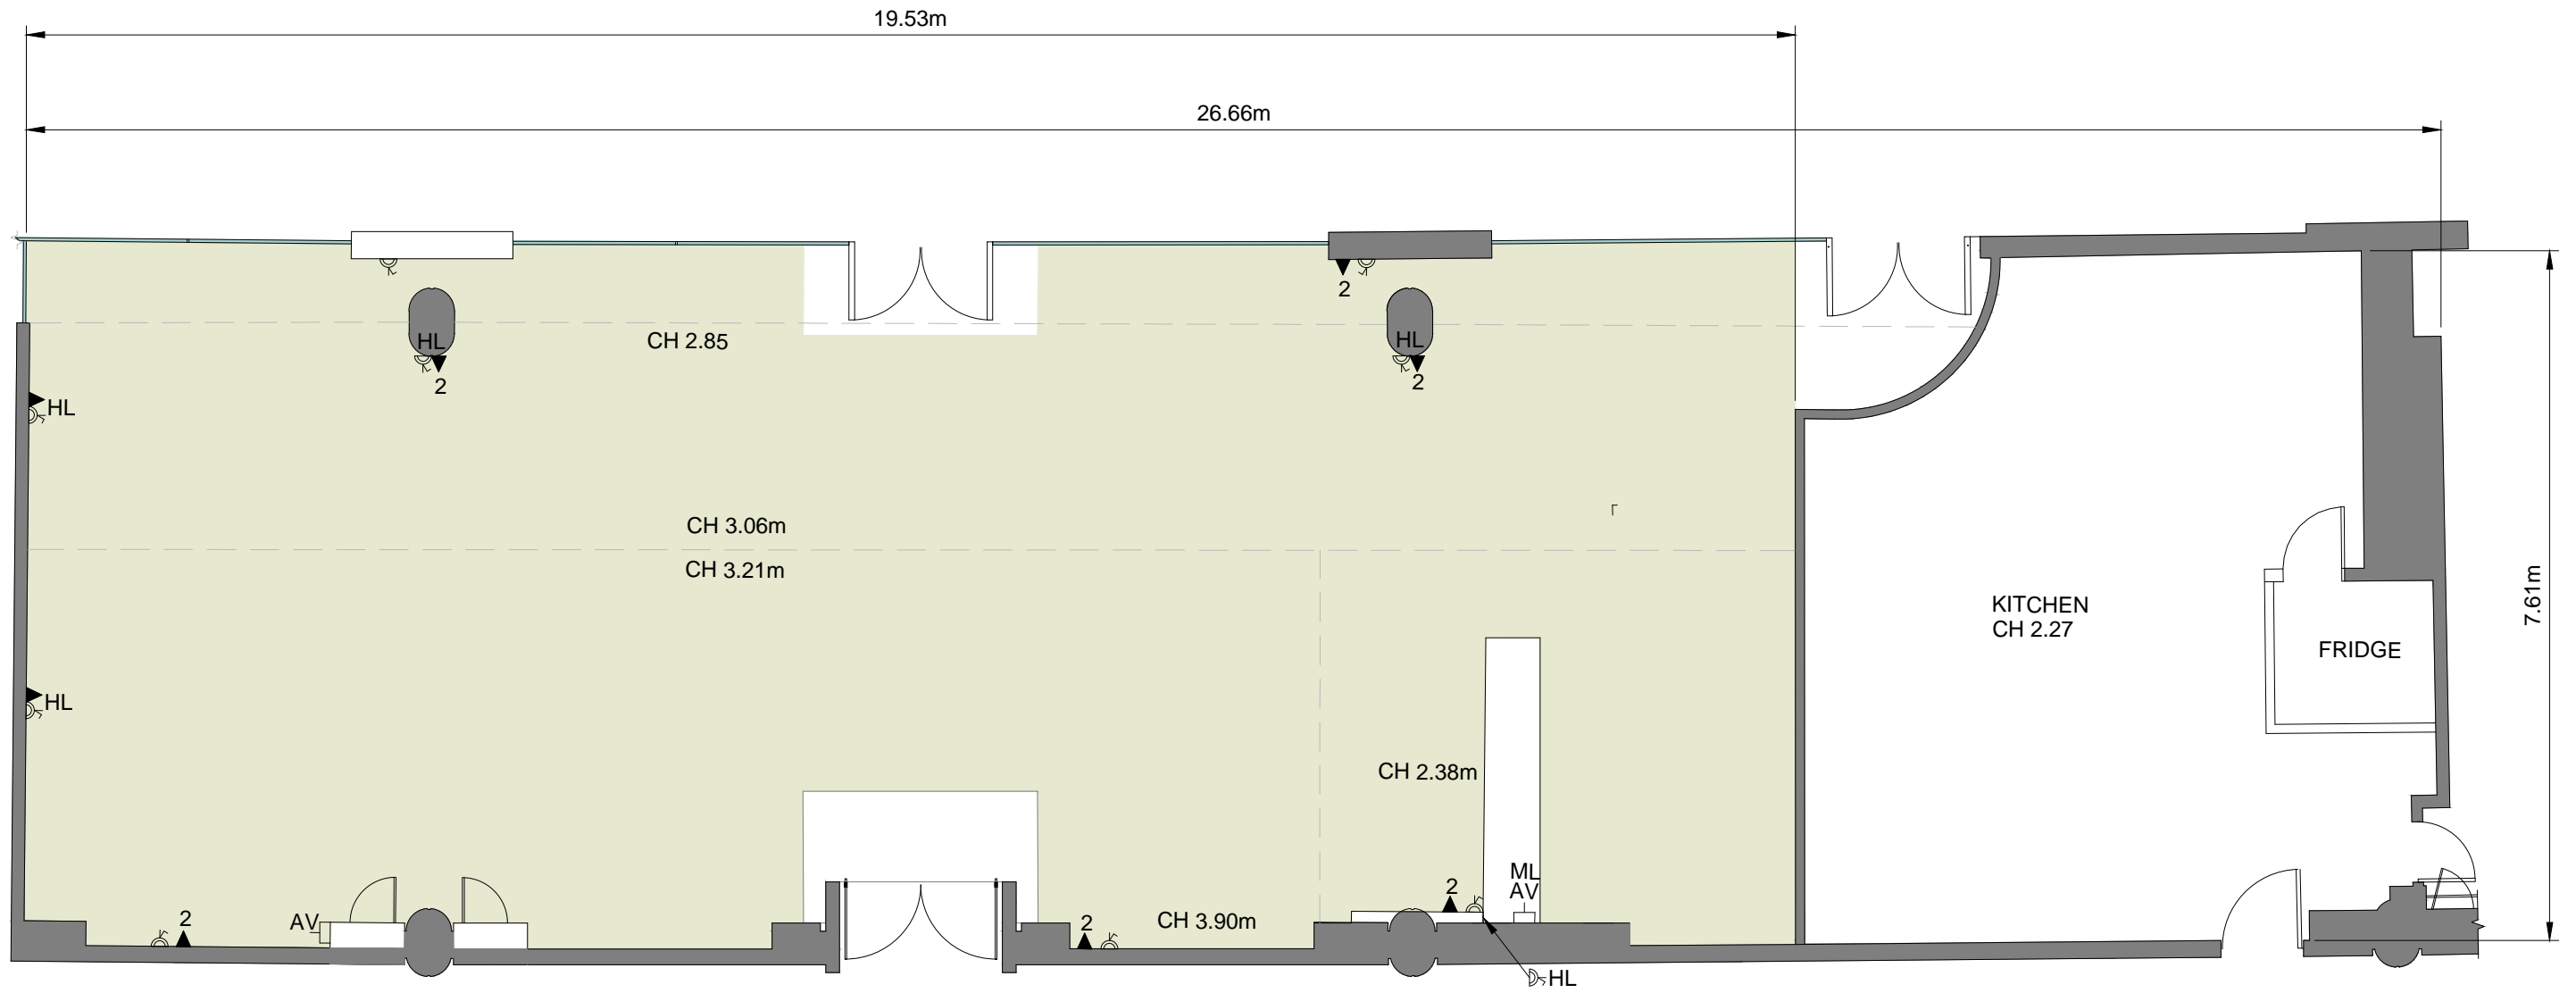 19.53m
26.66m
2
CH 2.85
HL
2
HL
2
HL
CH 3.06m
CH 3.21m
KITCHEN
CH 2.27
7.61m
FRIDGE
HL
CH 2.38m
ML
AV
2
2
AV
2
CH 3.90m
HL